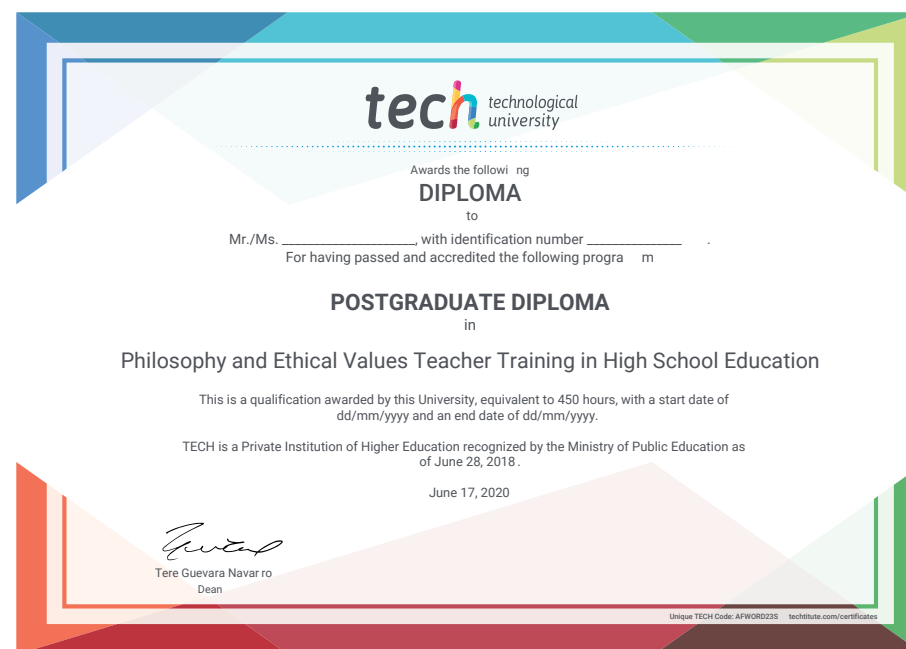 tech technological
university
Awards the followi ng
DIPLOMA
to
Mr./Ms. ____________________, with identification number ______________ .
For having passed and accredited the following progra m
POSTGRADUATE DIPLOMA
in
Philosophy and Ethical Values Teacher Training in High School Education
This is a qualification awarded by this University, equivalent to 450 hours, with a start date of
dd/mm/yyyy and an end date of dd/mm/yyyy.
TECH is a Private Institution of Higher Education recognized by the Ministry of Public Education as
of June 28, 2018 .
June 17, 2020
Tere Guevara Navar ro
Dean
Unique TECH Code: AFWORD23S techtitute.com/certificates